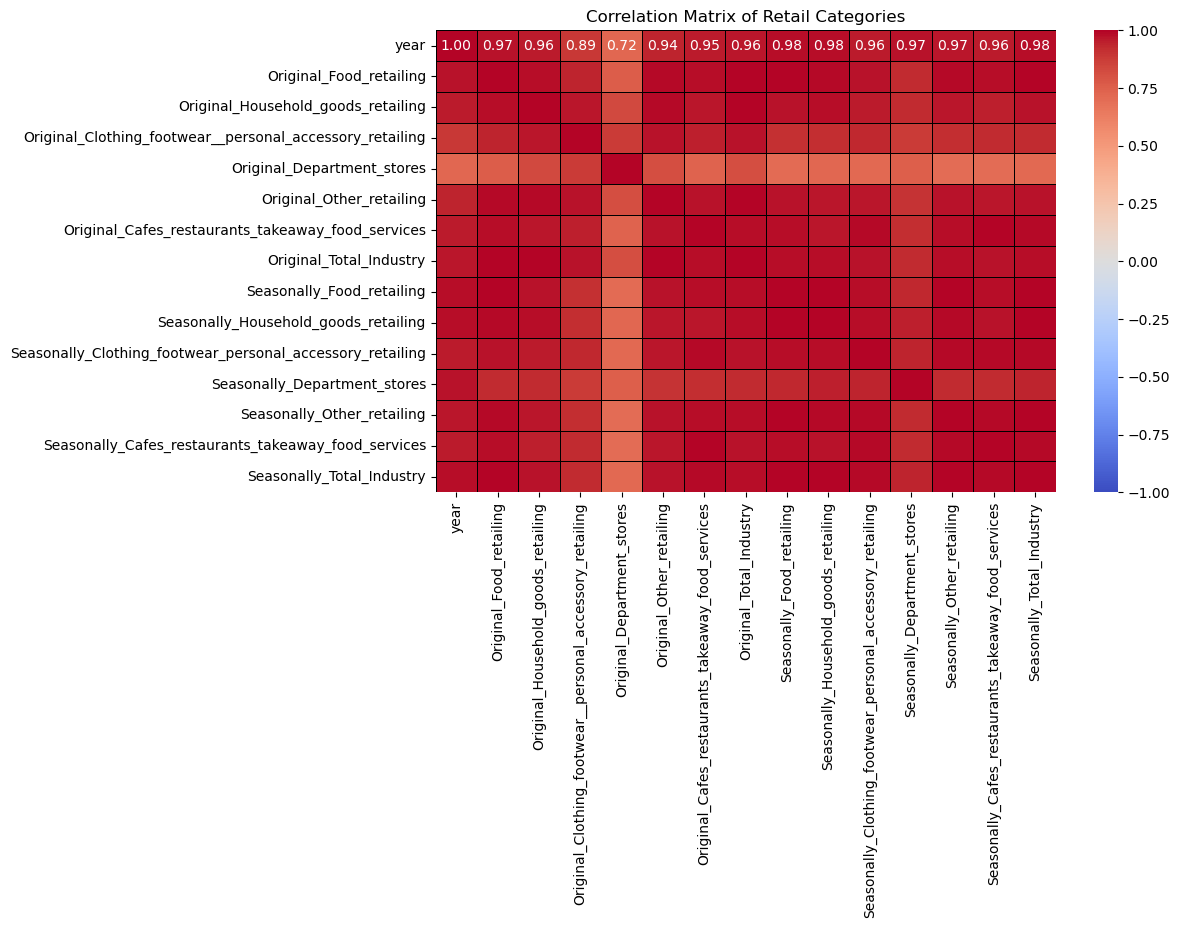 Correlation Matrix of Retail Categories
year
1.00 0.97 0.96 0.89 0.72 0.94 0.95 0.96 0.98 0.98 0.96 0.97 0.97 0.96 0.98
Original_Food_retailing
Original_Household_goods_retailing
Original_Clothing_footwear__personal_accessory_retailing
Original_Department_stores
Original_Other_retailing
Original_Cafes_restaurants_takeaway_food_services
Original_Total_Industry
Seasonally_Food_retailing
Seasonally_Household_goods_retailing
Seasonally_Clothing_footwear_personal_accessory_retailing
Seasonally_Department_stores
Seasonally_Other_retailing
Seasonally_Cafes_restaurants_takeaway_food_services
Seasonally_Total_Industry
year
Original_Food_retailing
Original_Household_goods_retailing
Original_Clothing_footwear__personal_accessory_retailing
Original_Department_stores
Original_Other_retailing
Original_Cafes_restaurants_takeaway_food_services
Original_Total_Industry
Seasonally_Food_retailing
Seasonally_Household_goods_retailing
Seasonally_Clothing_footwear_personal_accessory_retailing
Seasonally_Department_stores
Seasonally_Other_retailing
Seasonally_Cafes_restaurants_takeaway_food_services
Seasonally_Total_Industry
1.00
0.75
0.50
0.25
0.00
−0.25
−0.50
−0.75
−1.00